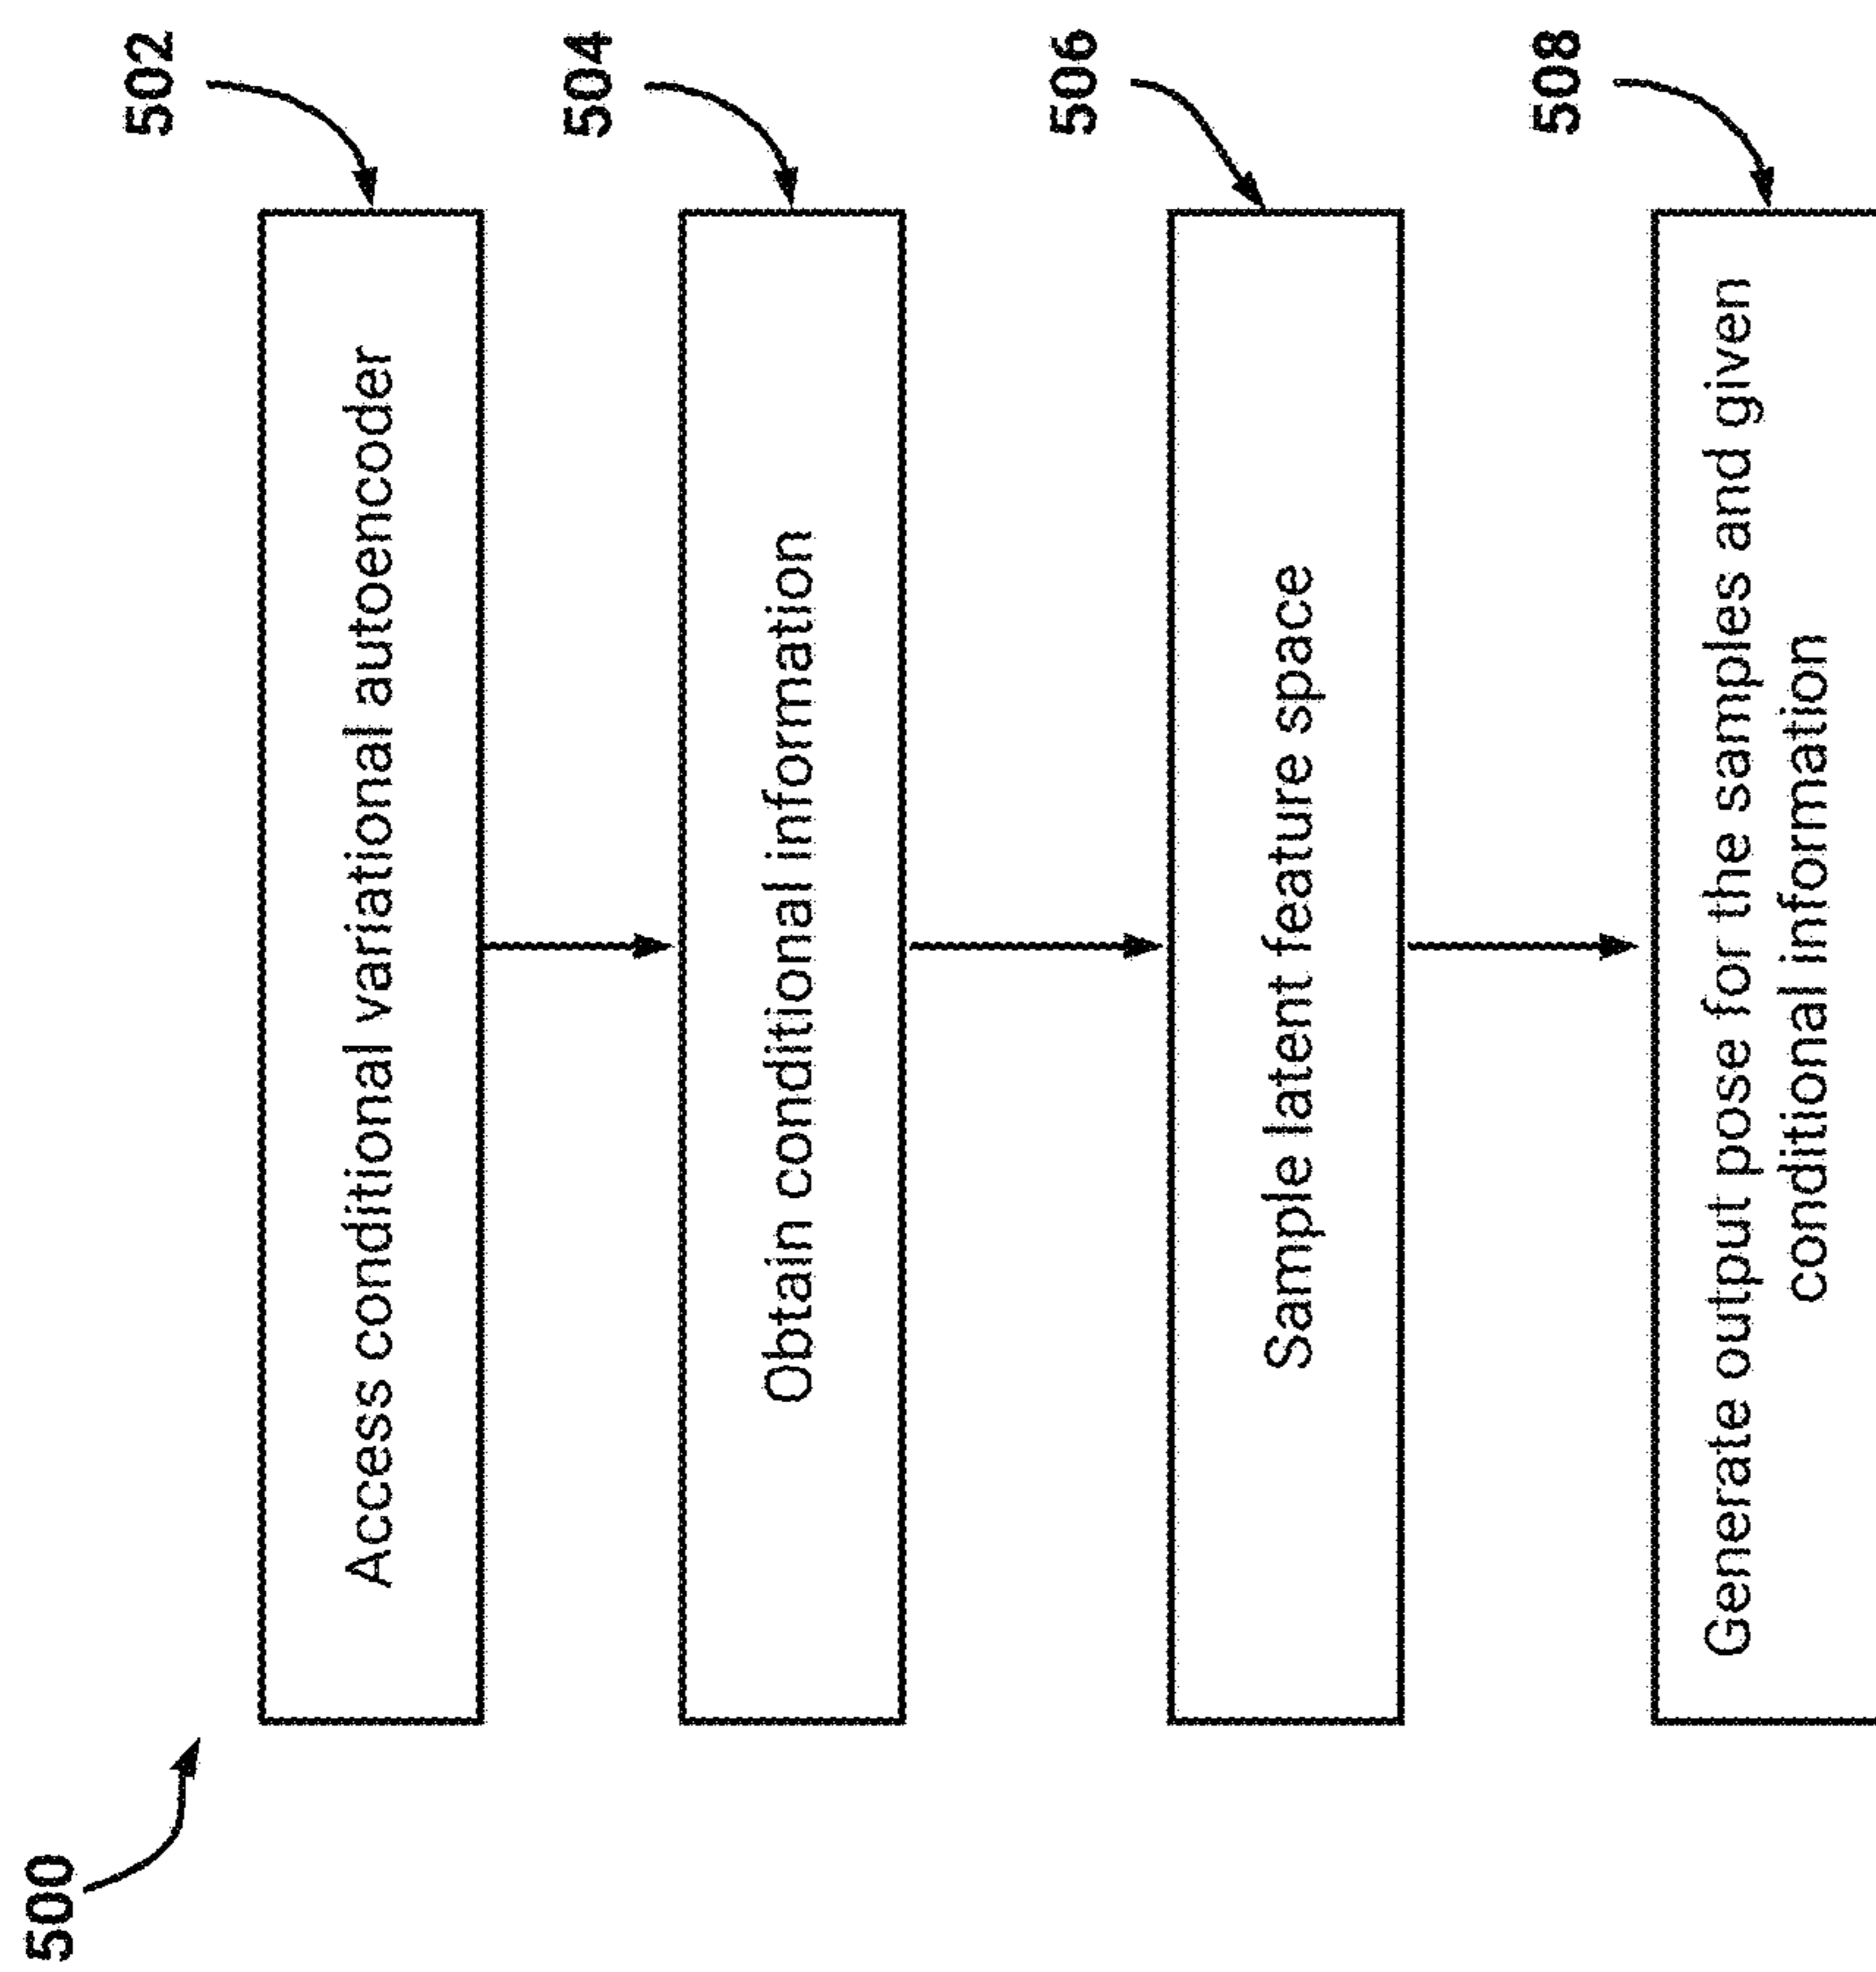 500
502
Access conditional variational autoencoder
504
Obtain conditional information
506
Sample latent feature space
508
Generate output pose for the samples and given
conditional information